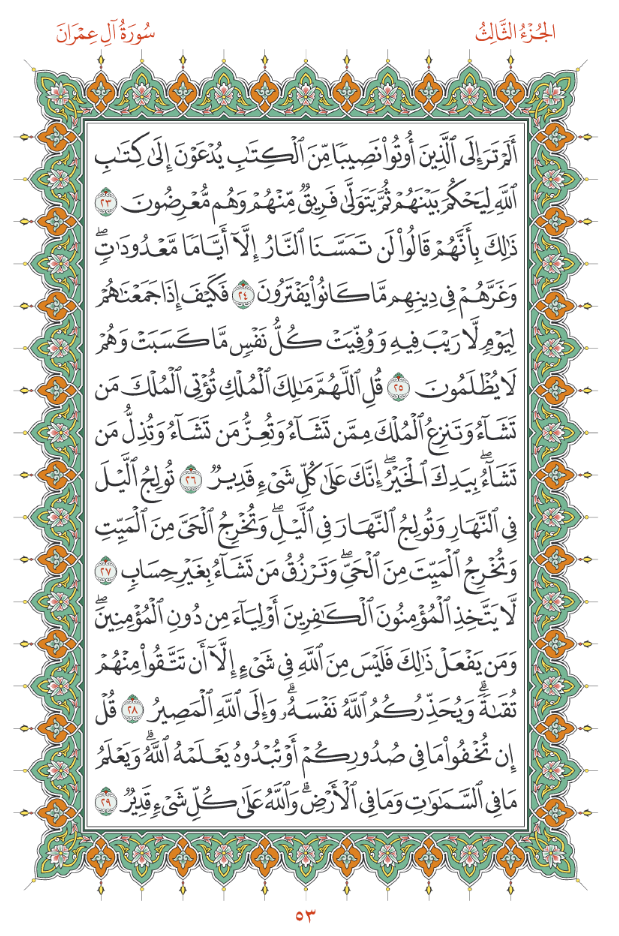 الجُزْءُ الثَّالِثُ
سُورَةُ آلِ عِمْرَانَ
أَلَمْ تَرَ إِلَى ٱلَّذِينَ أُوتُوا۟ نَصِيبًا مِّنَ ٱلْكِتَٰبِ يُدْعَوْنَ إِلَىٰ كِتَٰبِ
ٱللَّهِ لِيَحْكُمَ بَيْنَهُمْ ثُمَّ يَتَوَلَّىٰ فَرِيقٌ مِّنْهُمْ وَهُم مُّعْرِضُونَ ٢٣
ذَٰلِكَ بِأَنَّهُمْ قَالُوا۟ لَن تَمَسَّنَا ٱلنَّارُ إِلَّآ أَيَّامًا مَّعْدُودَٰتٍ ۖ
وَغَرَّهُمْ فِى دِينِهِم مَّا كَانُوا۟ يَفْتَرُونَ ٢٤ فَكَيْفَ إِذَا جَمَعْنَٰهُمْ
لِيَوْمٍ لَّا رَيْبَ فِيهِ وَوُفِّيَتْ كُلُّ نَفْسٍ مَّا كَسَبَتْ وَهُمْ
لَا يُظْلَمُونَ ٢٥ قُلِ ٱللَّهُمَّ مَٰلِكَ ٱلْمُلْكِ تُؤْتِى ٱلْمُلْكَ مَن
تَشَآءُ وَتَنزِعُ ٱلْمُلْكَ مِمَّن تَشَآءُ وَتُعِزُّ مَن تَشَآءُ وَتُذِلُّ مَن
تَشَآءُ ۖ بِيَدِكَ ٱلْخَيْرُ ۖ إِنَّكَ عَلَىٰ كُلِّ شَىْءٍ قَدِيرٌ ٢٦ تُولِجُ ٱلَّيْلَ
فِى ٱلنَّهَارِ وَتُولِجُ ٱلنَّهَارَ فِى ٱلَّيْلِ ۖ وَتُخْرِجُ ٱلْحَىَّ مِنَ ٱلْمَيِّتِ
وَتُخْرِجُ ٱلْمَيِّتَ مِنَ ٱلْحَىِّ ۖ وَتَرْزُقُ مَن تَشَآءُ بِغَيْرِ حِسَابٍ ٢٧
لَّا يَتَّخِذِ ٱلْمُؤْمِنُونَ ٱلْكَٰفِرِينَ أَوْلِيَآءَ مِن دُونِ ٱلْمُؤْمِنِينَ ۖ
وَمَن يَفْعَلْ ذَٰلِكَ فَلَيْسَ مِنَ ٱللَّهِ فِى شَىْءٍ إِلَّآ أَن تَتَّقُوا۟ مِنْهُمْ
تُقَىٰةً ۗ وَيُحَذِّرُكُمُ ٱللَّهُ نَفْسَهُۥ ۗ وَإِلَى ٱللَّهِ ٱلْمَصِيرُ ٢٨ قُلْ
إِن تُخْفُوا۟ مَا فِى صُدُورِكُمْ أَوْ تُبْدُوهُ يَعْلَمْهُ ٱللَّهُ ۗ وَيَعْلَمُ
مَا فِى ٱلسَّمَٰوَٰتِ وَمَا فِى ٱلْأَرْضِ ۗ وَٱللَّهُ عَلَىٰ كُلِّ شَىْءٍ قَدِيرٌ ٢٩
٥٣